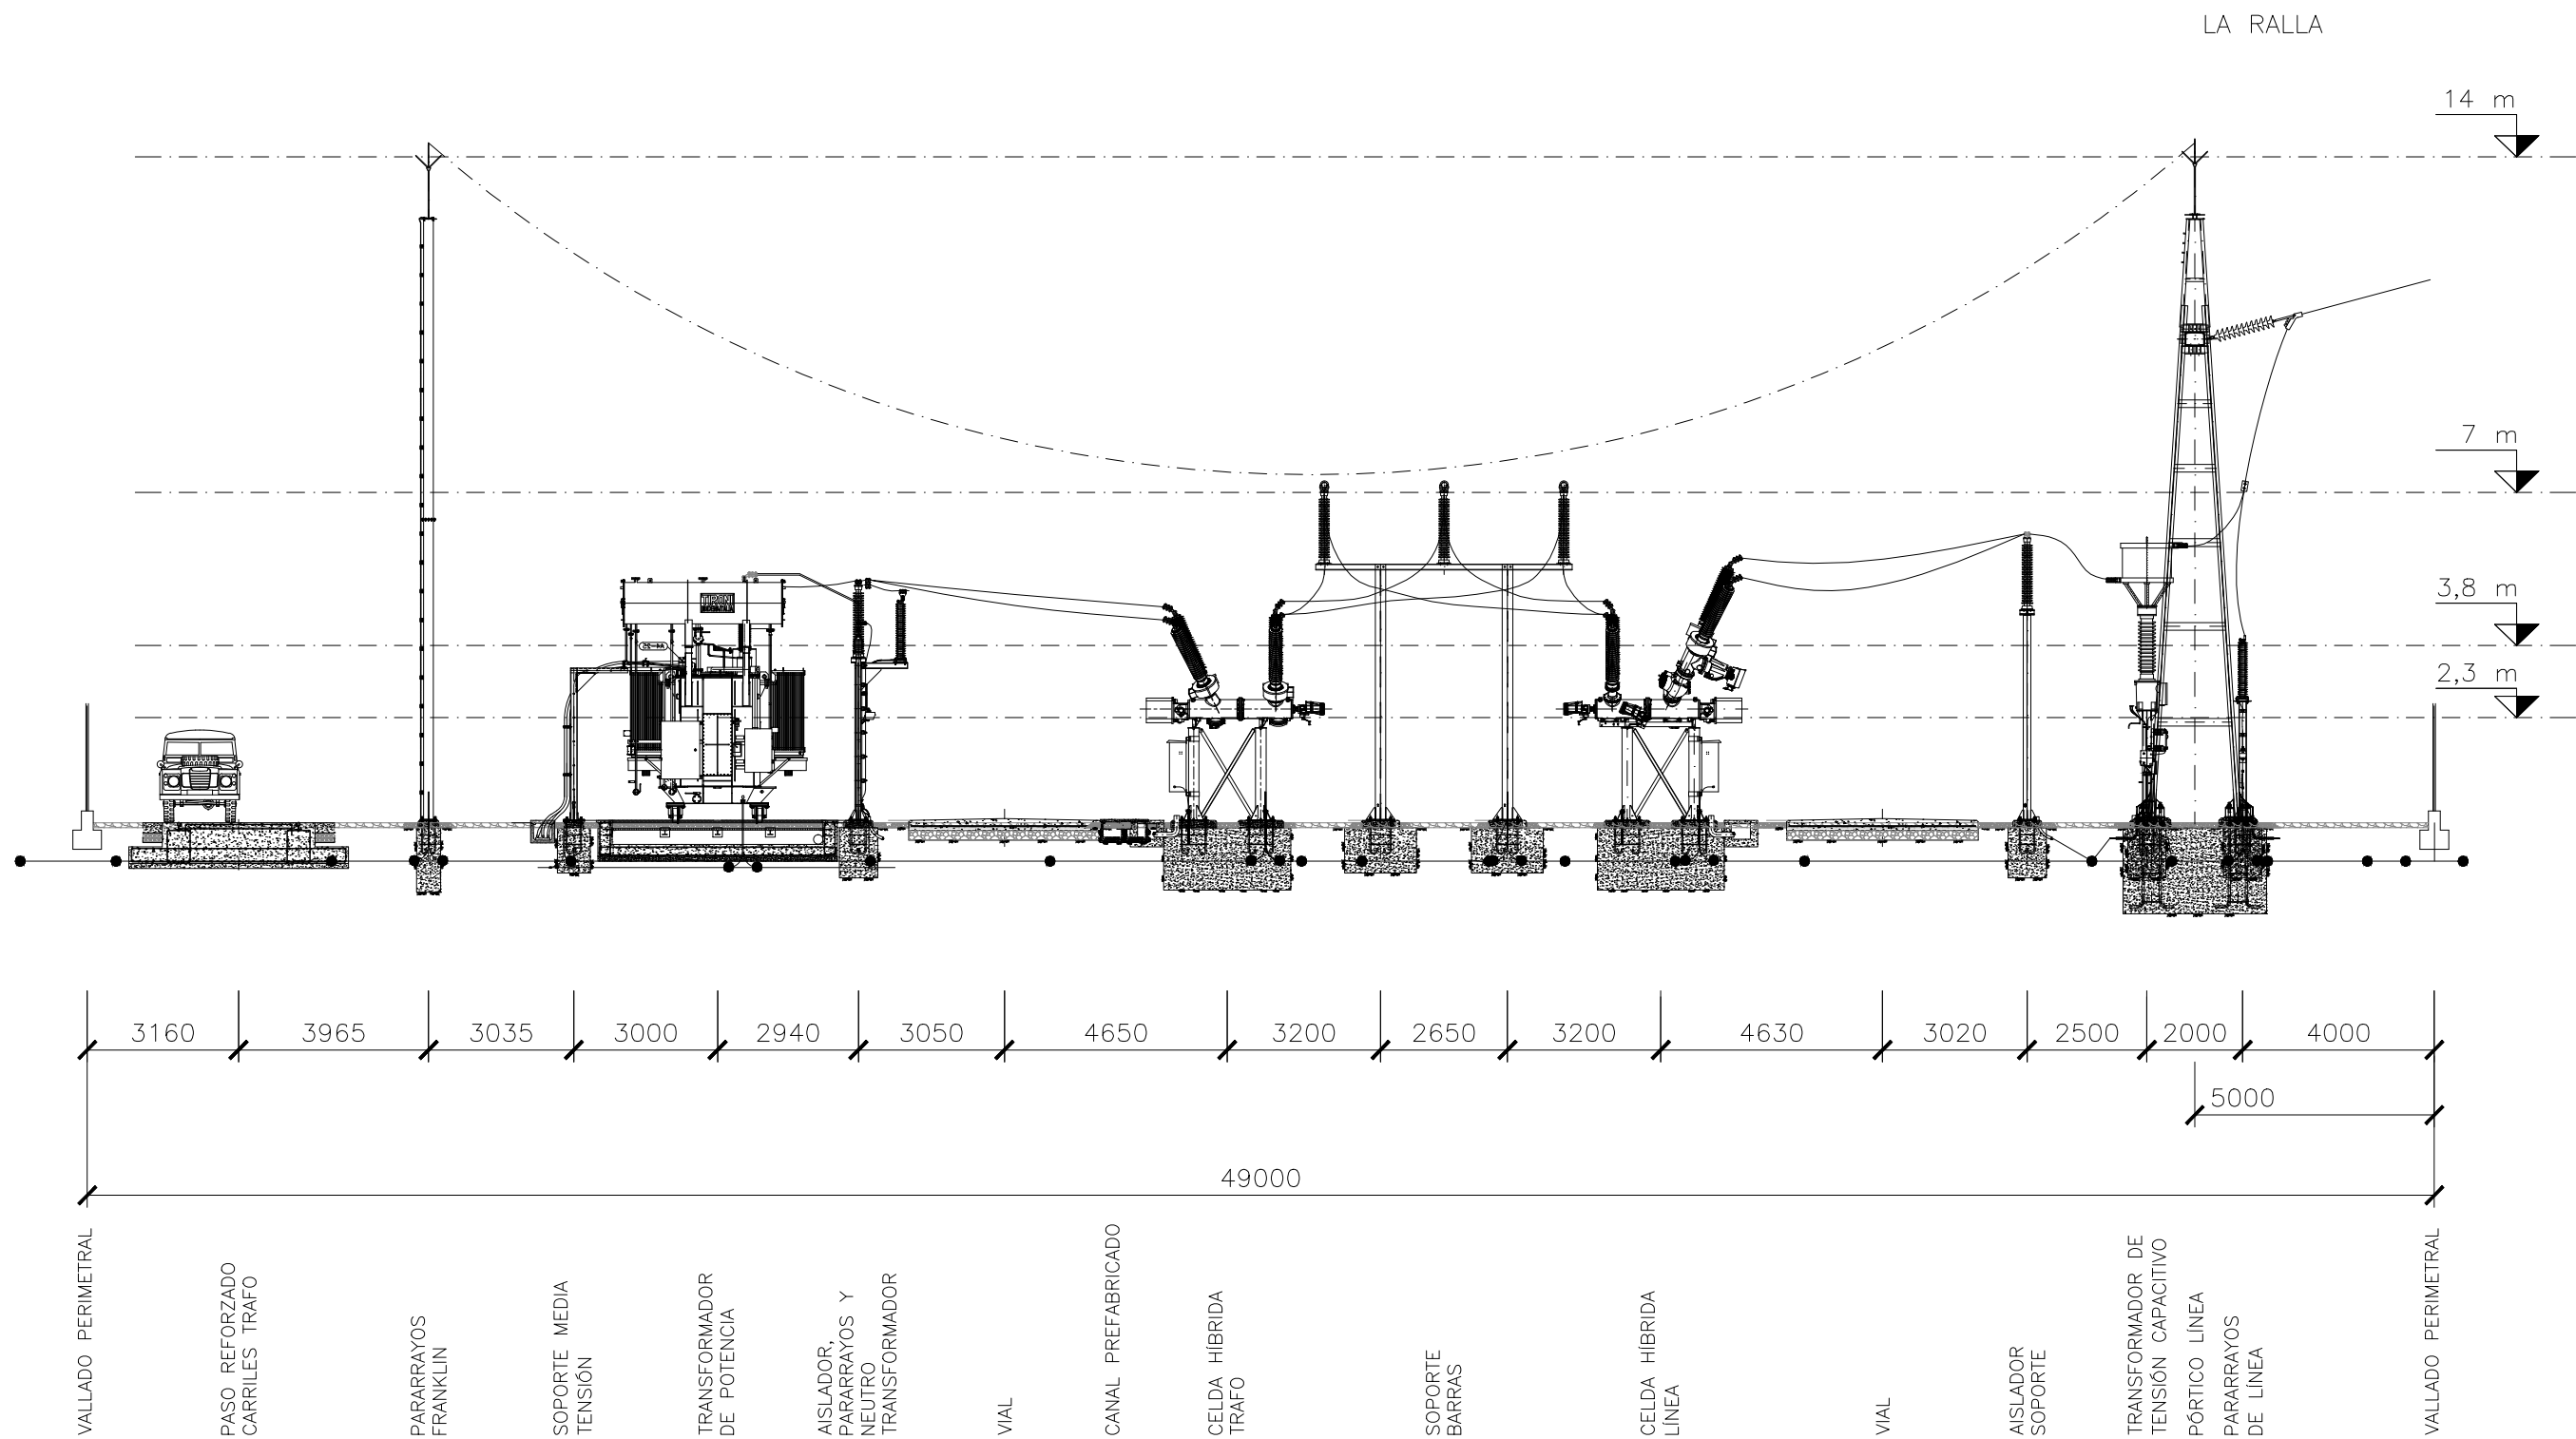 LA RALLA
14 m
7 m
3,8 m
2,3 m
3160
3965
3035
3000
2940
3050
4650
3200
2650
3200
4630
3020
2500
2000
4000
5000
49000
VALLADO PERIMETRAL
PASO REFORZADO
CARRILES TRAFO
PARARRAYOS
FRANKLIN
SOPORTE MEDIA
TENSIÓN
TRANSFORMADOR
DE POTENCIA
AISLADOR,
PARARRAYOS Y
NEUTRO
TRANSFORMADOR
VIAL
CANAL PREFABRICADO
CELDA HÍBRIDA
TRAFO
SOPORTE
BARRAS
CELDA HÍBRIDA
LÍNEA
VIAL
AISLADOR
SOPORTE
TRANSFORMADOR DE
TENSIÓN CAPACITIVO
PÓRTICO LÍNEA
PARARRAYOS
DE LÍNEA
VALLADO PERIMETRAL